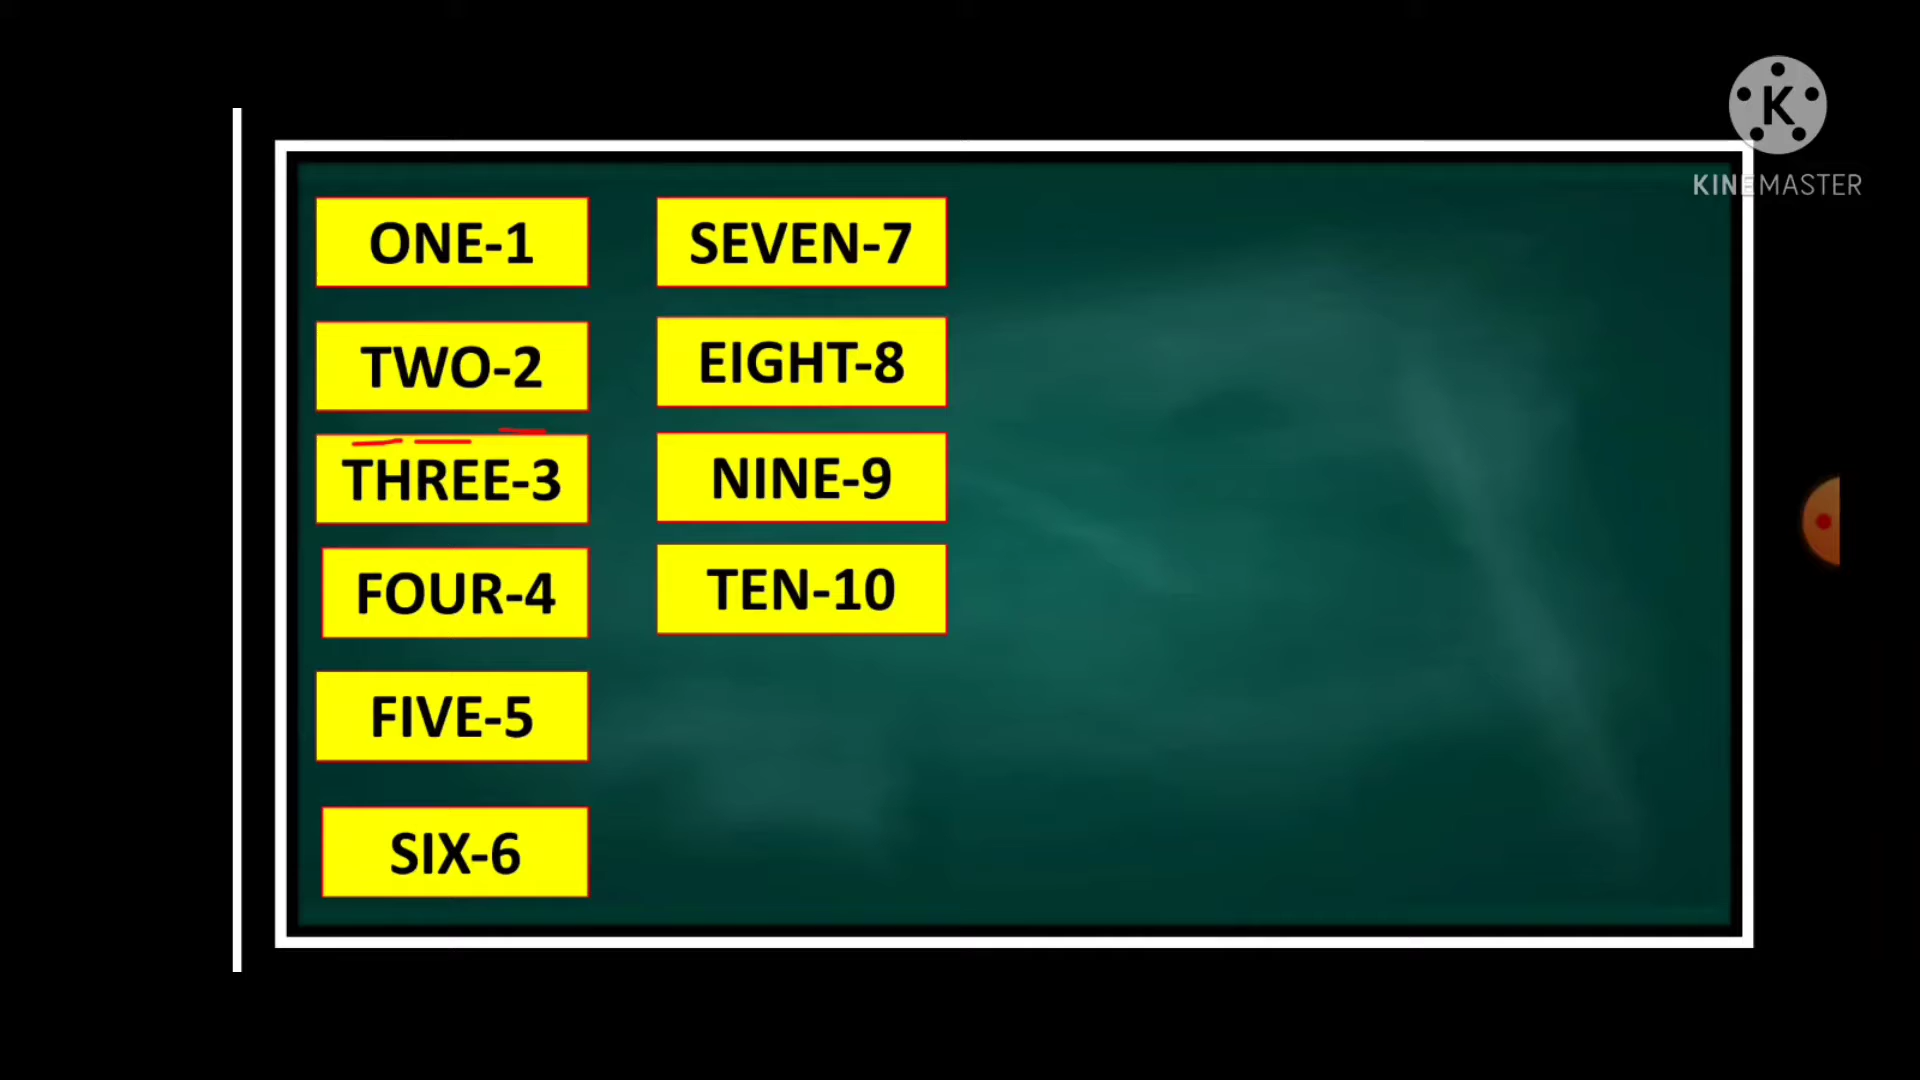 ONE-1
TWO-2
THREE-3
FOUR-4
FIVE-5
SIX-6
SEVEN-7
EIGHT-8
NINE-9
TEN-10
K
KINEMASTER